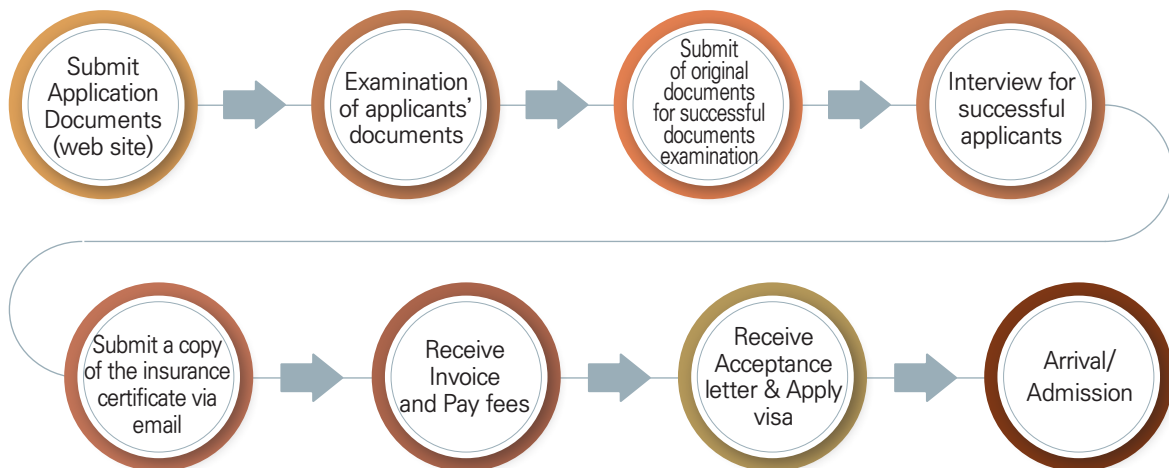 Submit
Application
Documents
(web site)
Examination
of applicants’
documents
Submit
of original
documents
for successful
documents
examination
Interview for
successful
applicants
Submit a copy
of the insurance
certificate via
email
Receive
Invoice
and Pay fees
Receive
Acceptance
letter & Apply
visa
Arrival/
Admission